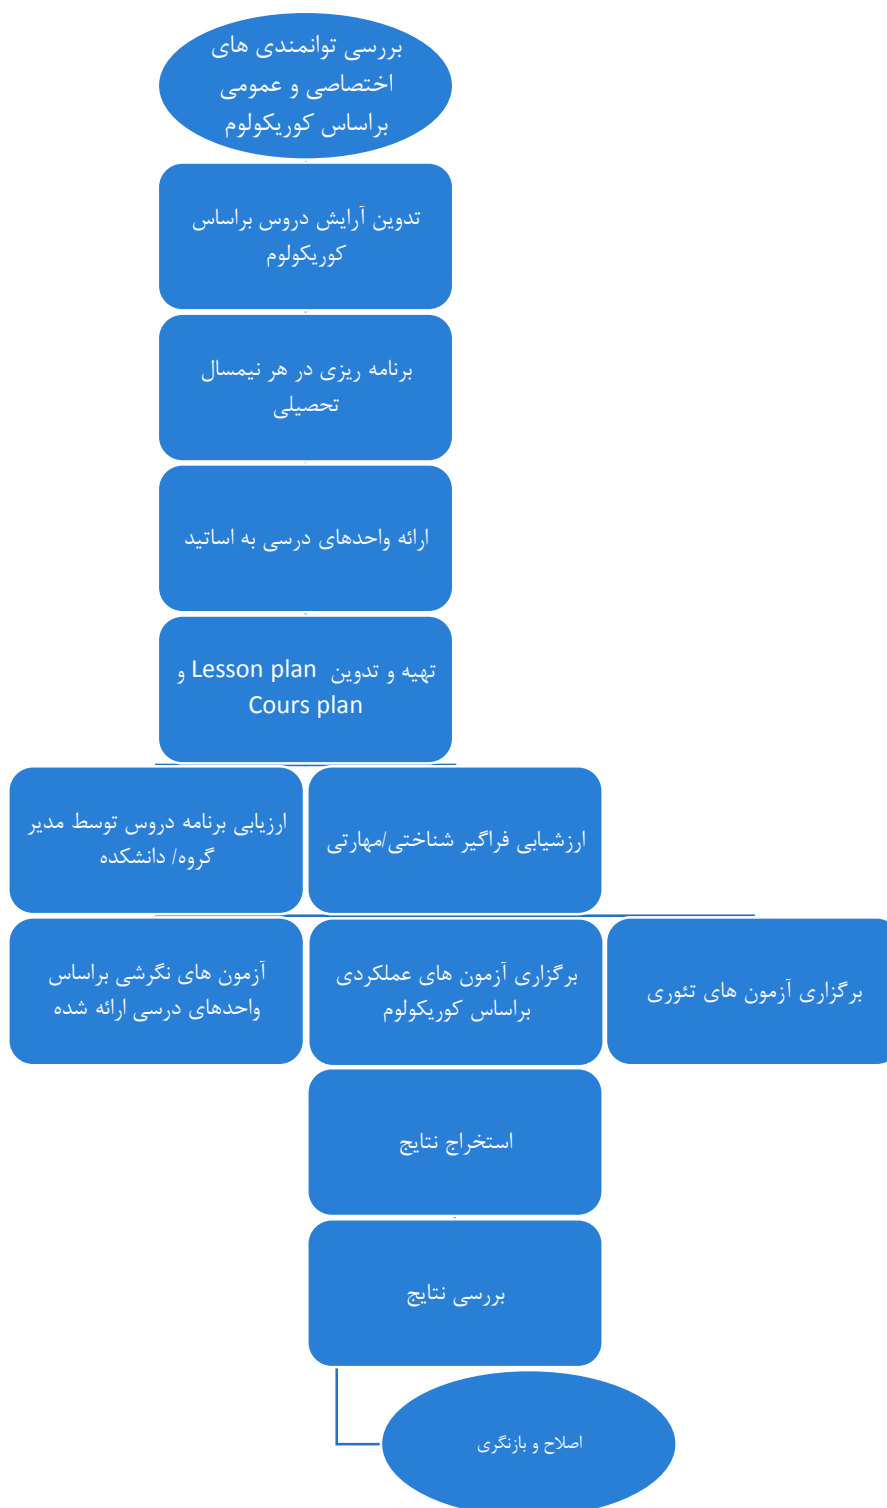 بررسی توانمندی های
اختصاصی و عمومی
براساس کوریکولوم
تدوین آرایش دروس براساس
کوریکولوم
برنامه ریزی در هر نیمسال
تحصیلی
ارائه واحدهای درسی به اساتید
تهیه و تدوین Lesson plan و
Cours plan
ارزشیابی فراگیر شناختی/مهارتی
ارزیابی برنامه دروس توسط مدیر
گروه/ دانشکده
برگزاری آزمون های تئوری
برگزاری آزمون های عملکردی
براساس کوریکولوم
آزمون های نگرشی براساس
واحدهای درسی ارائه شده
استخراج نتایج
بررسی نتایج
اصلاح و بازنگری